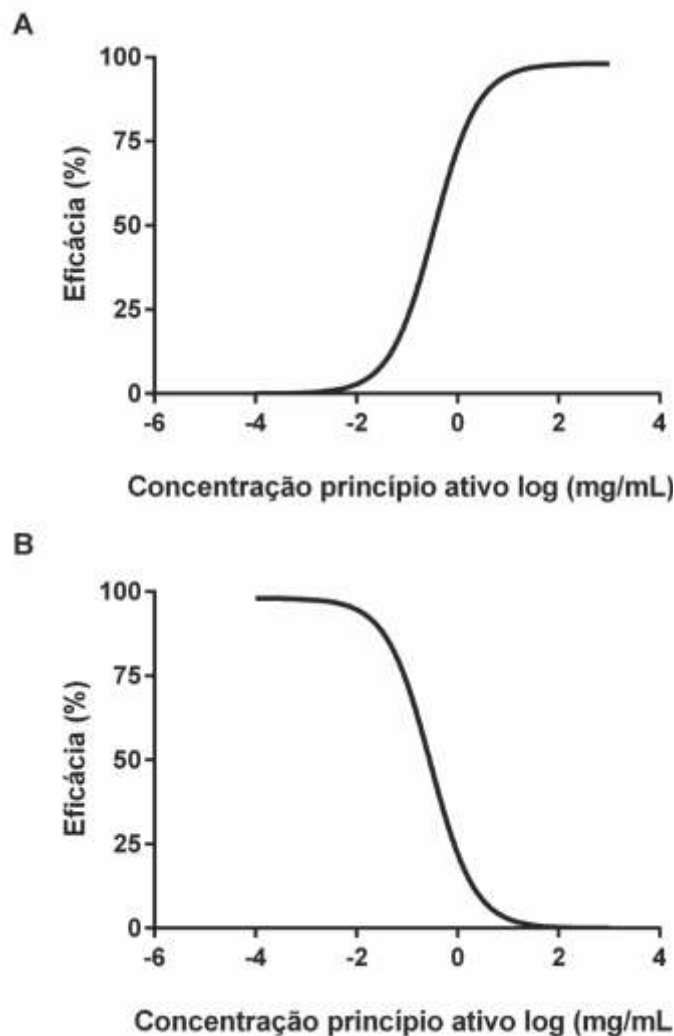 A
100
75
50
25
0
Eficácia (%)
-6 -4 -2 0 2 4
Concentração princípio ativo log (mg/mL)
B
100
75
50
25
0
Eficácia (%)
-6 -4 -2 0 2 4
Concentração princípio ativo log (mg/mL